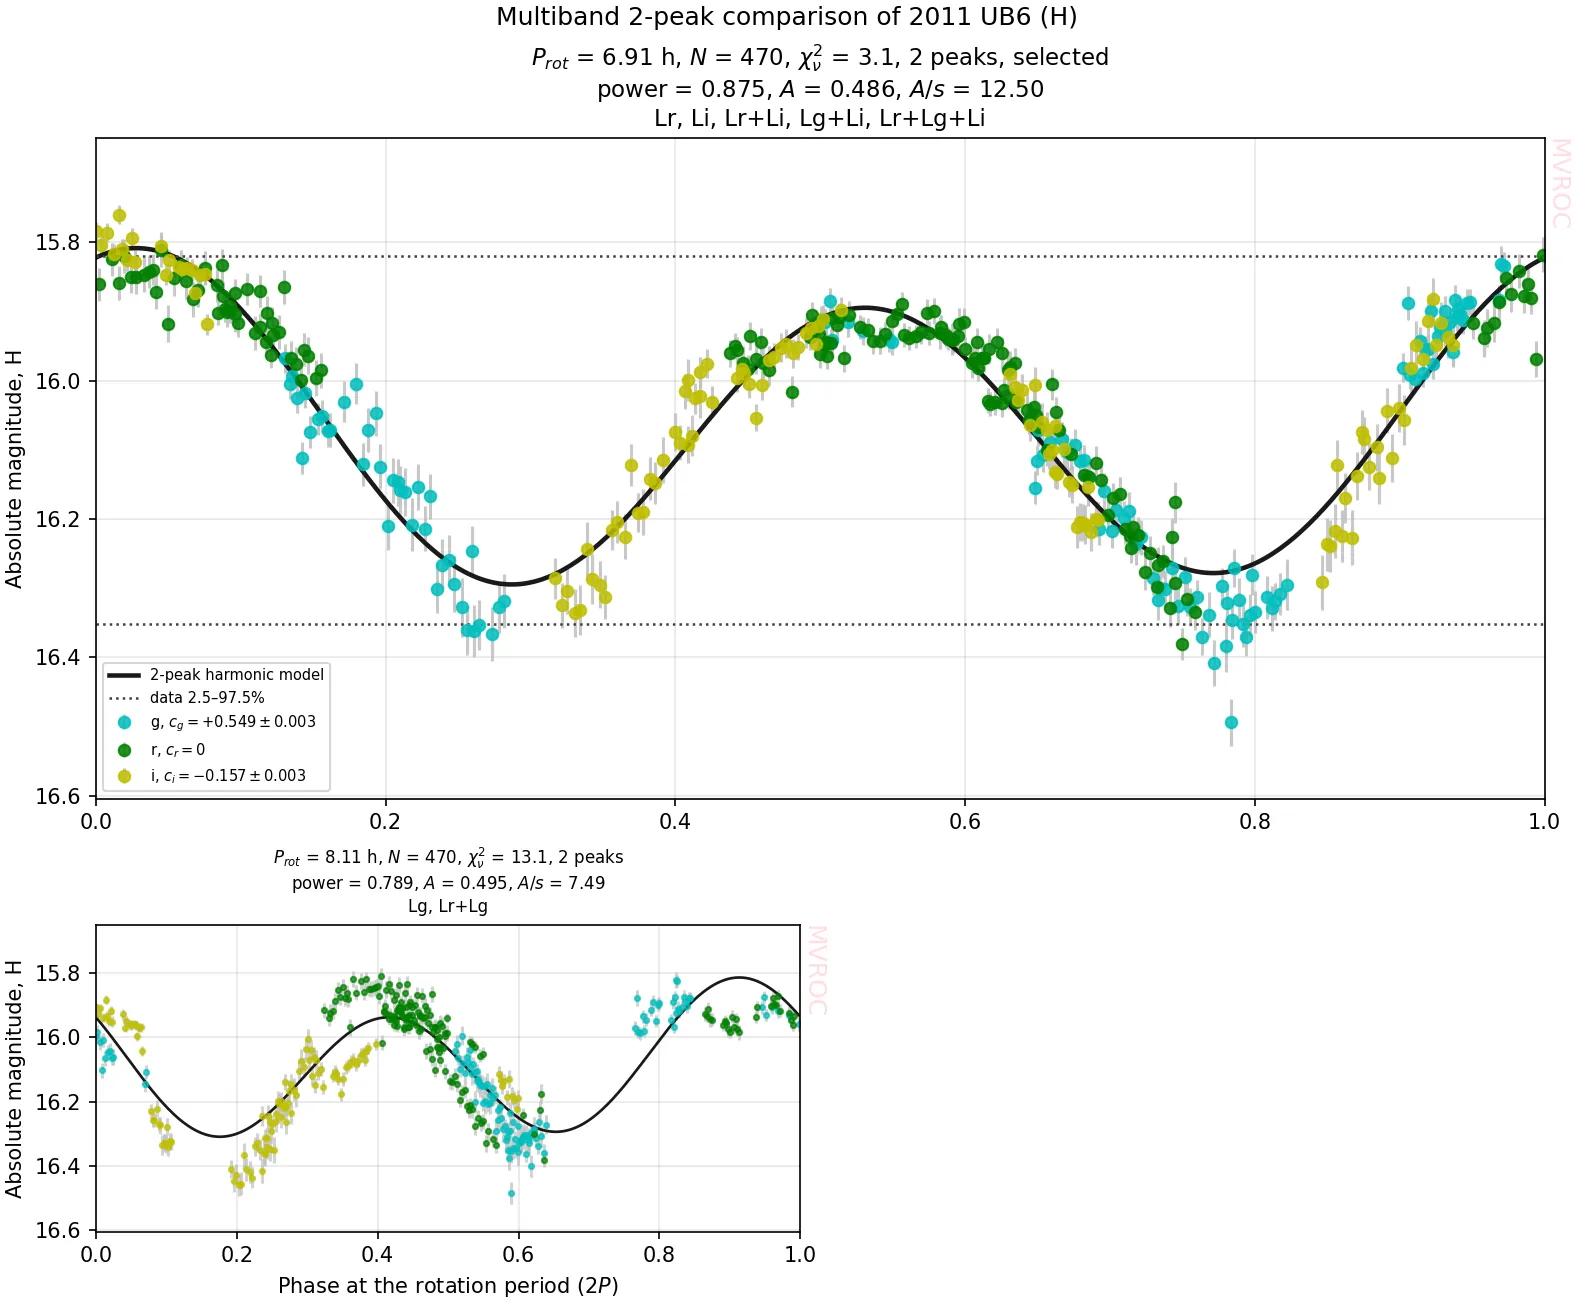 Multiband 2-peak comparison of 2011 UB6 (H)
P_rot = 6.91 h, N = 470, χ²_ν = 3.1, 2 peaks, selected
power = 0.875, A = 0.486, A/s = 12.50
Lr, Li, Lr+Li, Lg+Li, Lr+Lg+Li
MVROC
Absolute magnitude, H
15.8
16.0
16.2
16.4
16.6
2-peak harmonic model
data 2.5–97.5%
g, c_g = +0.549 ± 0.003
r, c_r = 0
i, c_i = −0.157 ± 0.003
0.0 0.2 0.4 0.6 0.8 1.0
P_rot = 8.11 h, N = 470, χ²_ν = 13.1, 2 peaks
power = 0.789, A = 0.495, A/s = 7.49
Lg, Lr+Lg
MVROC
Absolute magnitude, H
15.8
16.0
16.2
16.4
16.6
0.0 0.2 0.4 0.6 0.8 1.0
Phase at the rotation period (2P)